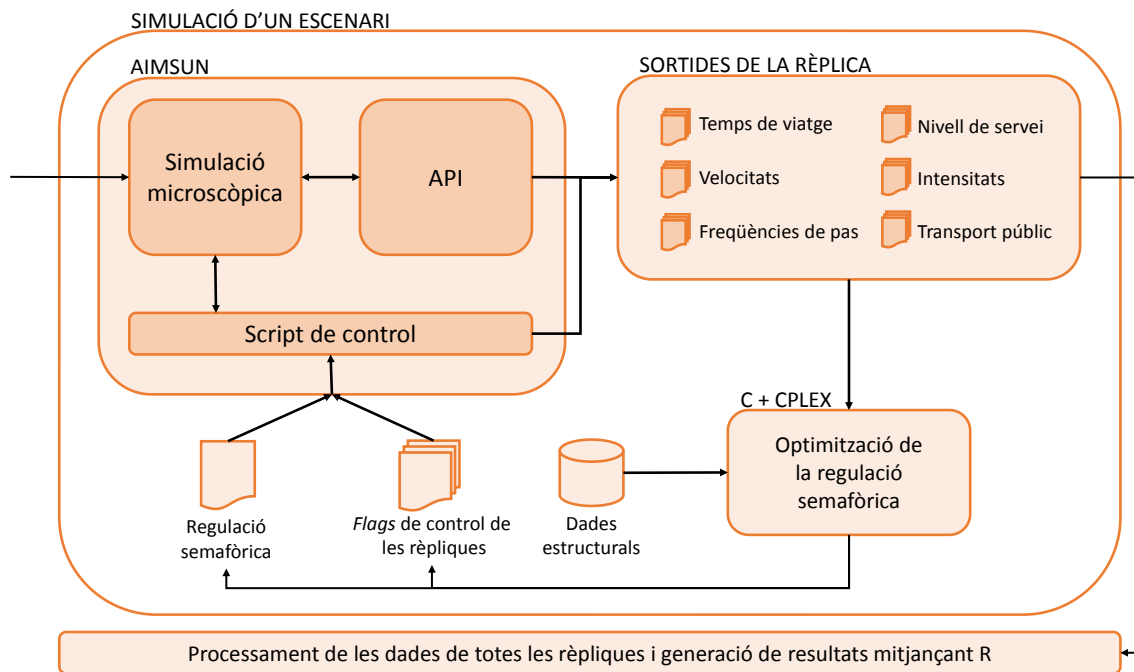 SIMULACIÓ D'UN ESCENARI
AIMSUN
SORTIDES DE LA RÈPLICA
Simulació
microscòpica
API
Temps de viatge
Nivell de servei
Velocitats
Intensitats
Freqüències de pas
Transport públic
Script de control
C + CPLEX
Optimització de
la regulació
semafòrica
Regulació
semafòrica
Flags de control de
les rèpliques
Dades
estructurals
Processament de les dades de totes les rèpliques i generació de resultats mitjançant R